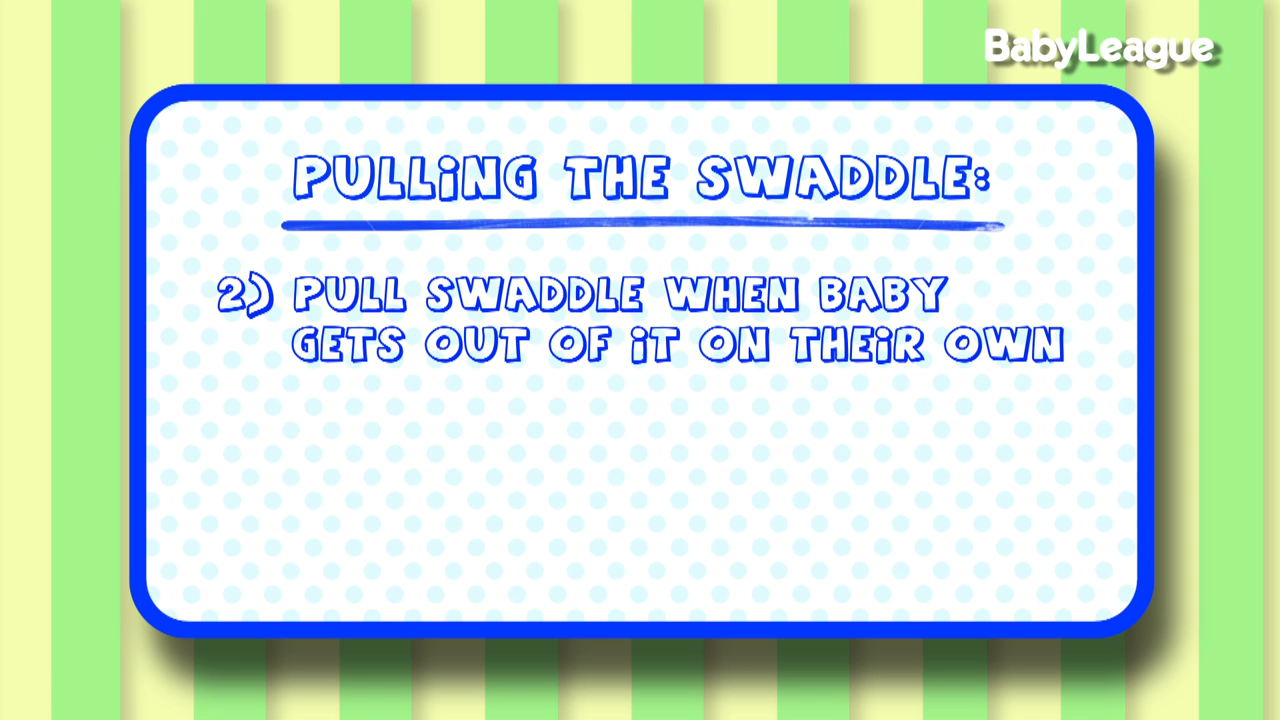 BabyLeague
PULLiNG THE SWADDLE:
2) PULL SWADDLE WHEN BABY
GETS OUT OF iT ON THEiR OWN